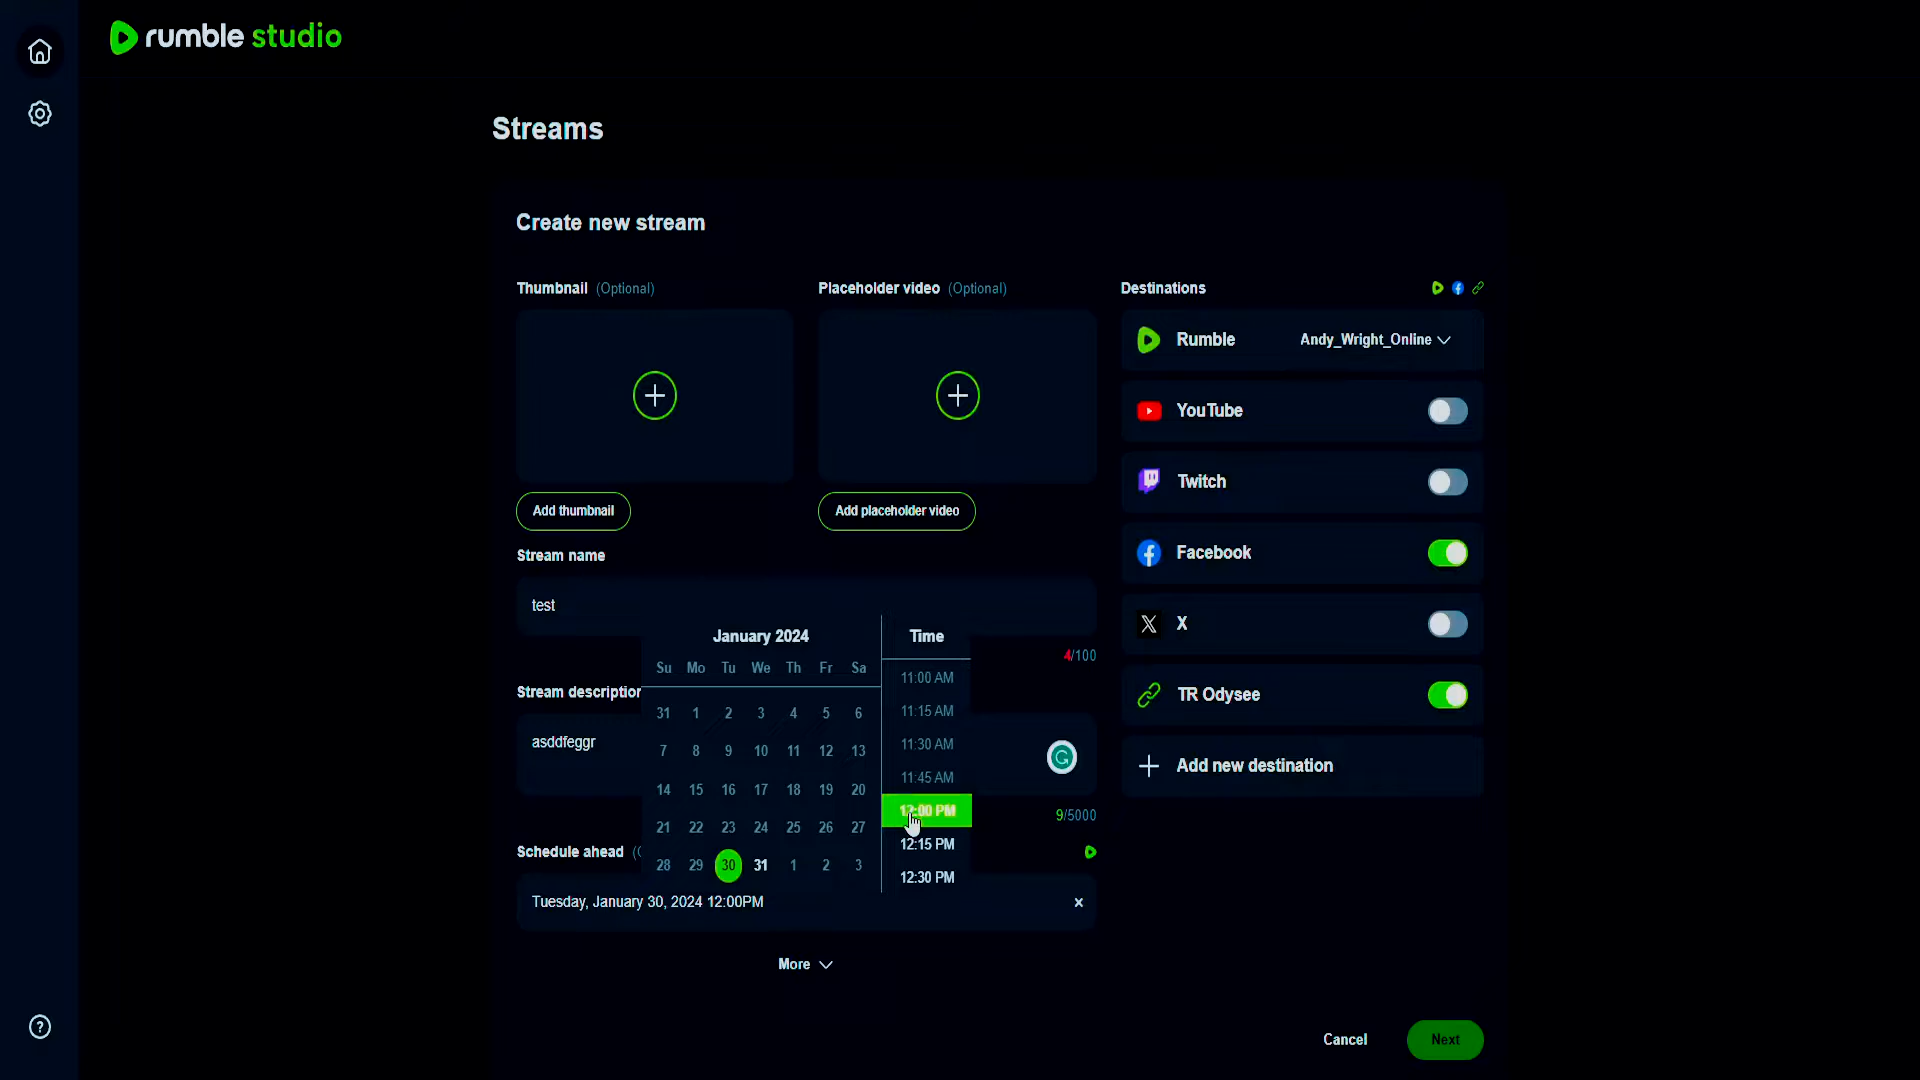 rumble studio
Streams
Create new stream
Thumbnail (Optional)
Placeholder video (Optional)
Destinations
Rumble
Andy_Wright_Online
YouTube
Twitch
Facebook
X
TR Odysee
Add new destination
Add thumbnail
Add placeholder video
Stream name
test
4/100
January 2024
Time
Su Mo Tu We Th Fr Sa
31 1 2 3 4 5 6
7 8 9 10 11 12 13
14 15 16 17 18 19 20
21 22 23 24 25 26 27
28 29 30 31 1 2 3
11:00 AM
11:15 AM
11:30 AM
11:45 AM
12:00 PM
12:15 PM
12:30 PM
Stream description
asddfeggr
9/5000
Schedule ahead
Tuesday, January 30, 2024 12:00PM
More
Cancel
Next